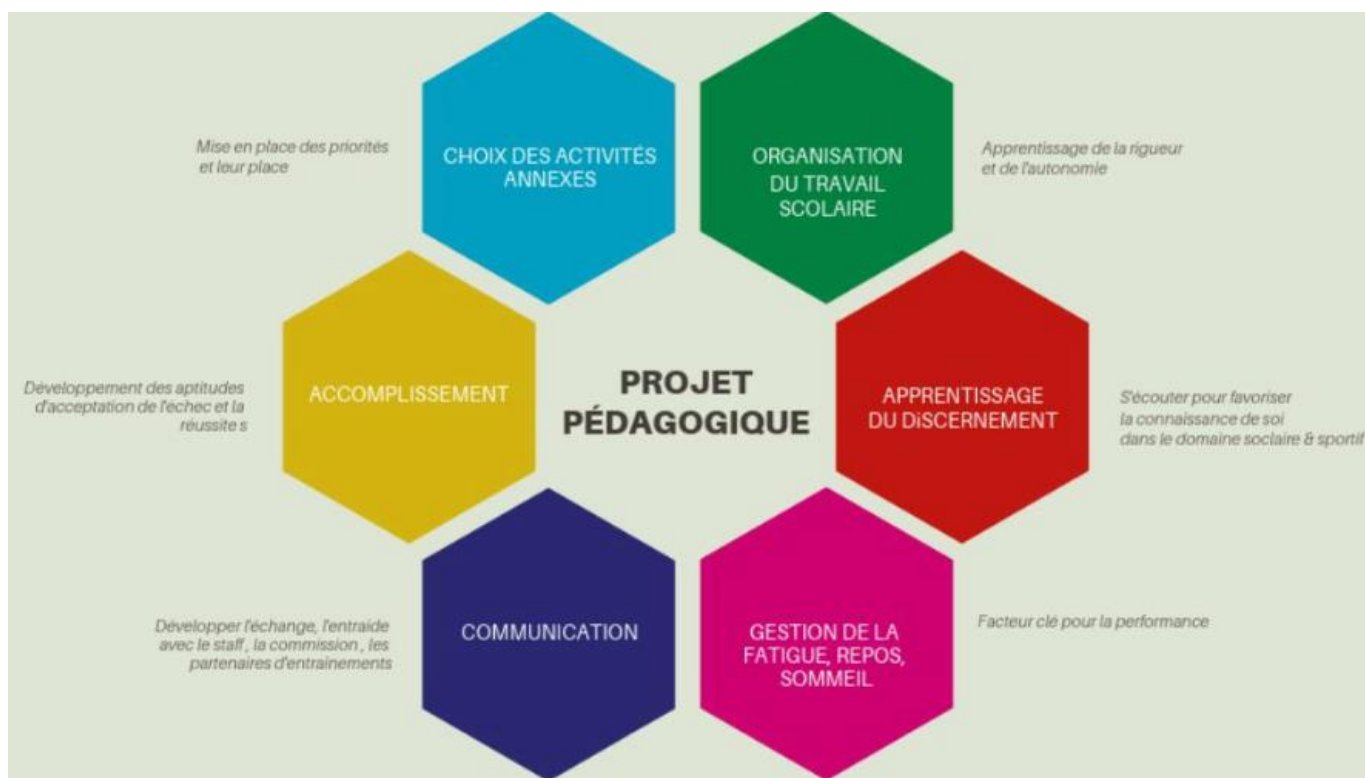 Mise en place des priorités
et leur place
CHOIX DES ACTIVITÉS
ANNEXES
ORGANISATION
DU TRAVAIL
SCOLAIRE
Apprentissage de la rigueur
et de l'autonomie
Développement des aptitudes
d'acceptation de l'échec et la
réussite s
ACCOMPLISSEMENT
PROJET
PÉDAGOGIQUE
APPRENTISSAGE
DU DiSCERNEMENT
S'écouter pour favoriser
la connaissance de soi
dans le domaine soclaire & sportif
Développer l'échange, l'entraide
avec le staff , la commission , les
partenaires d'entraînements
COMMUNICATION
GESTION DE LA
FATIGUE, REPOS,
SOMMEIL
Facteur clé pour la performance